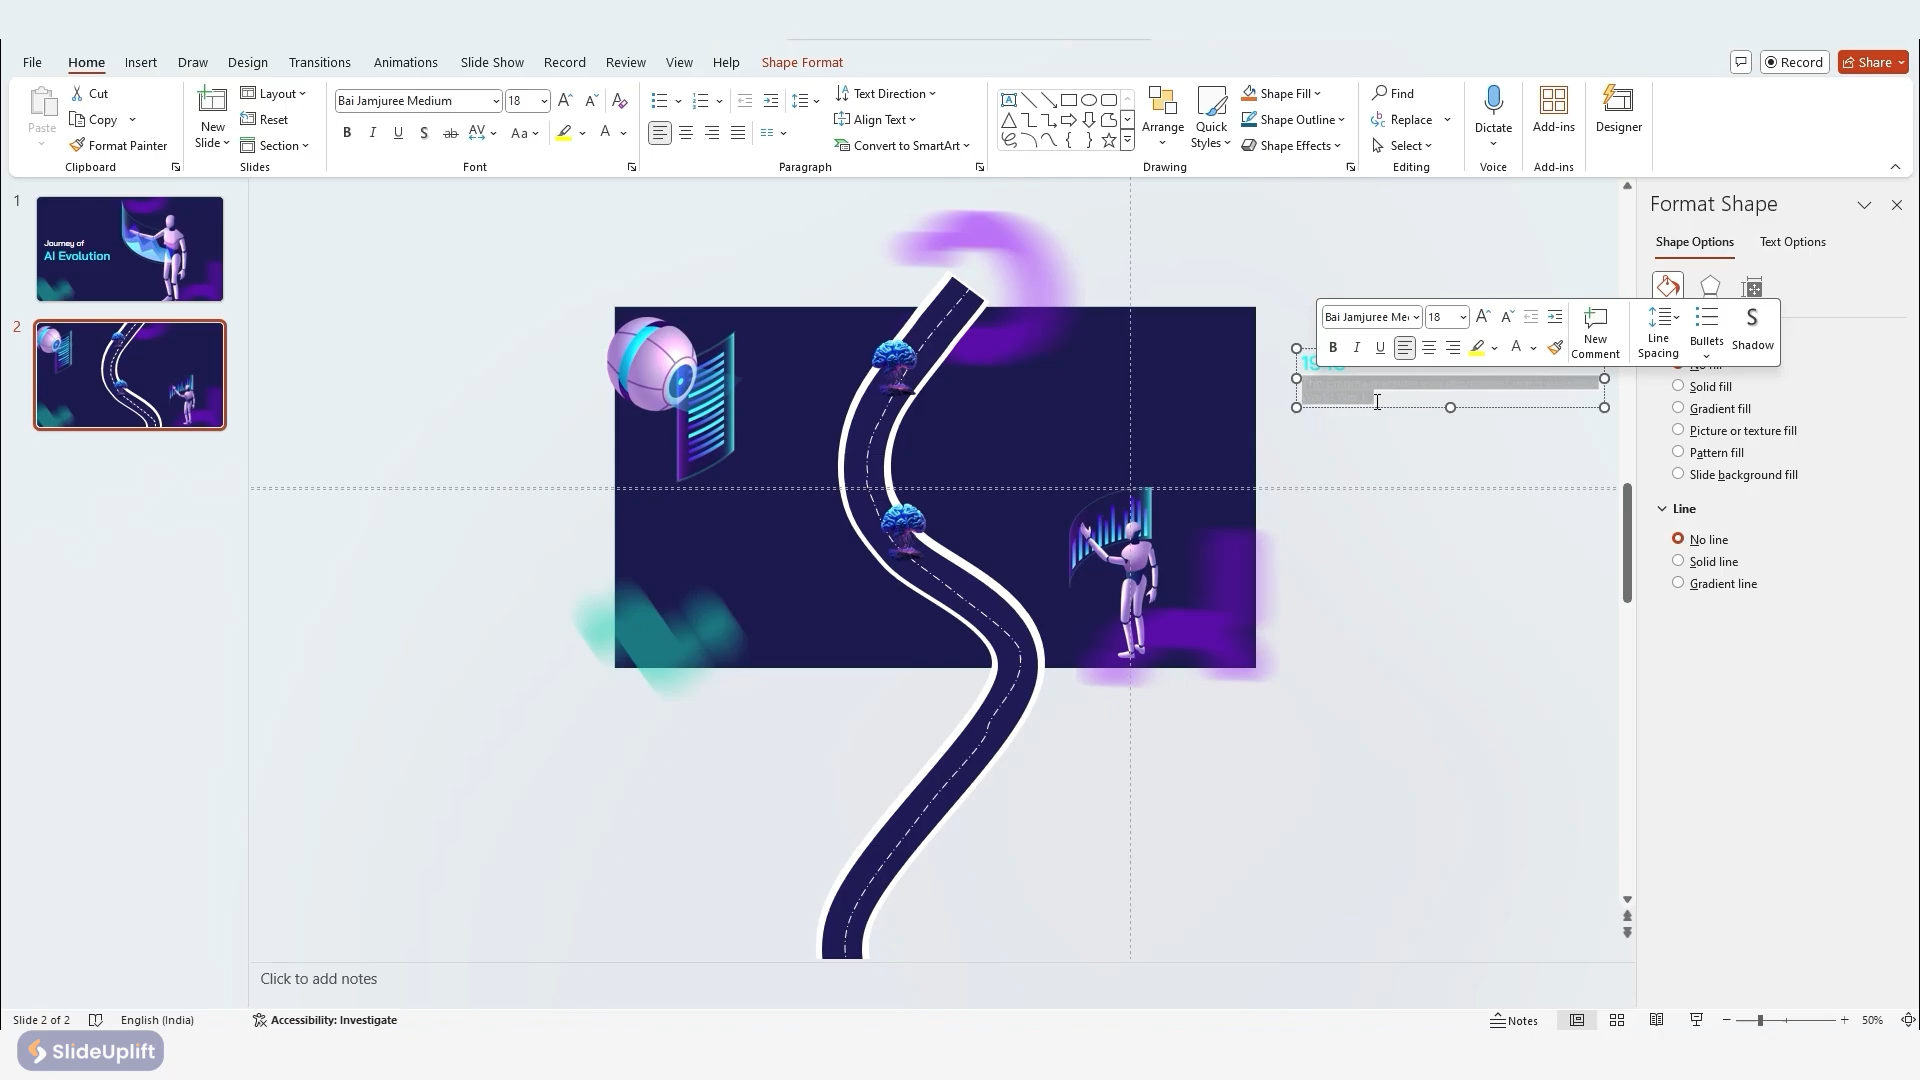 File Home Insert Draw Design Transitions Animations Slide Show Record Review View Help Shape Format Record Share
Paste Cut Copy Format Painter Clipboard
New Slide Layout Reset Section Slides
Bai Jamjuree Medium 18
B I U S ab AV Aa A
Font
Paragraph
Text Direction
Align Text
Convert to SmartArt
Arrange
Quick Styles
Shape Fill
Shape Outline
Shape Effects
Drawing
Find
Replace
Select
Editing
Dictate
Voice
Add-ins
Add-ins
Designer
1
Journey of
AI Evolution
2
Format Shape
Shape Options Text Options
Bai Jamjuree Me 18
B I U A
New Comment
Line Spacing
Bullets
S
Shadow
Solid fill
Gradient fill
Picture or texture fill
Pattern fill
Slide background fill
Line
No line
Solid line
Gradient line
Click to add notes
Slide 2 of 2 English (India) Accessibility: Investigate Notes 50%
SlideUplift